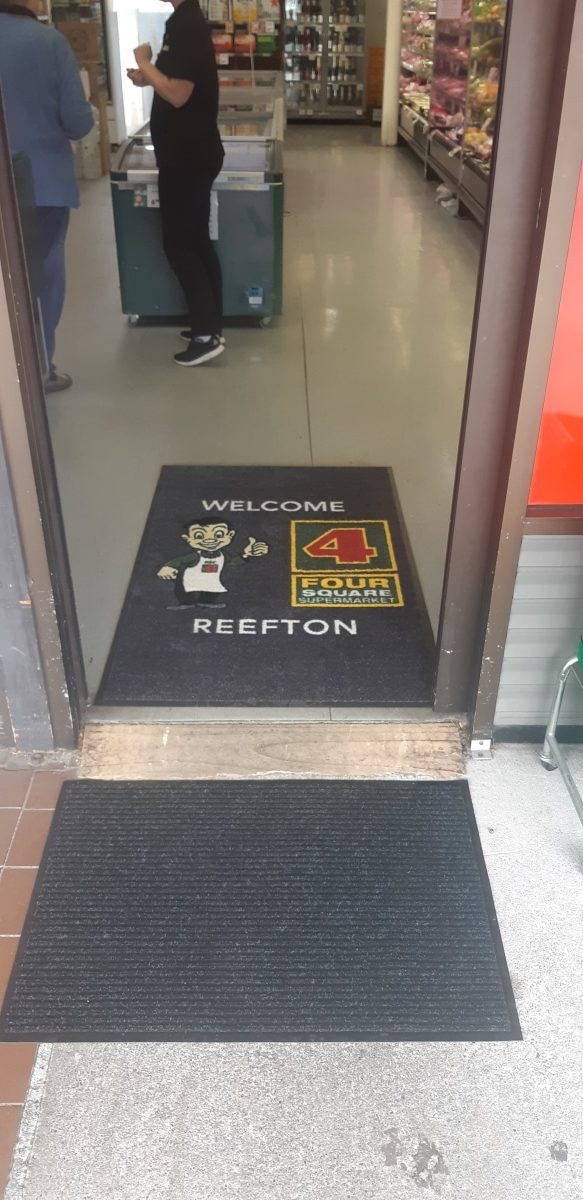 WELCOME
4
FOUR
SQUARE
SUPERMARKET
REEFTON